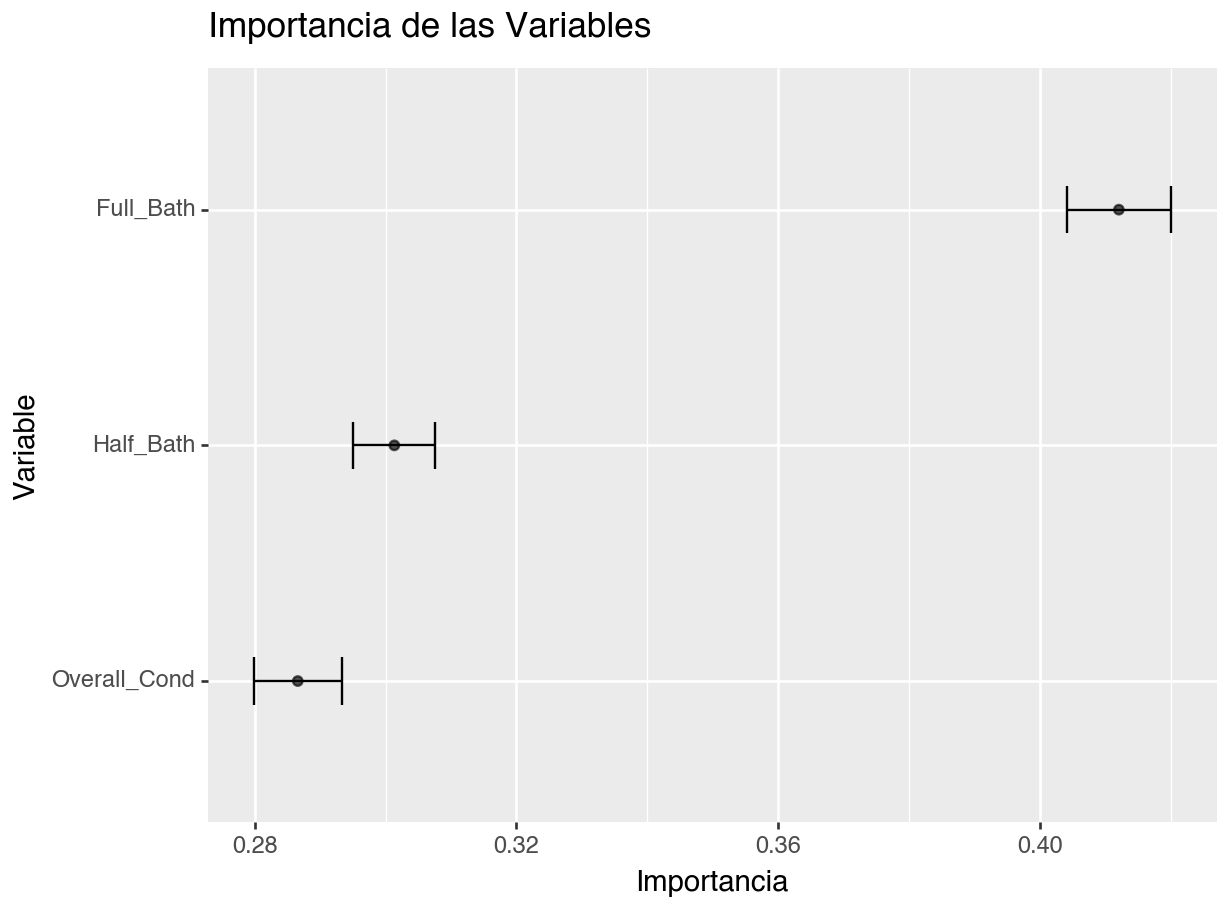 Importancia de las Variables
Variable
Full_Bath
Half_Bath
Overall_Cond
0.28 0.32 0.36 0.40
Importancia